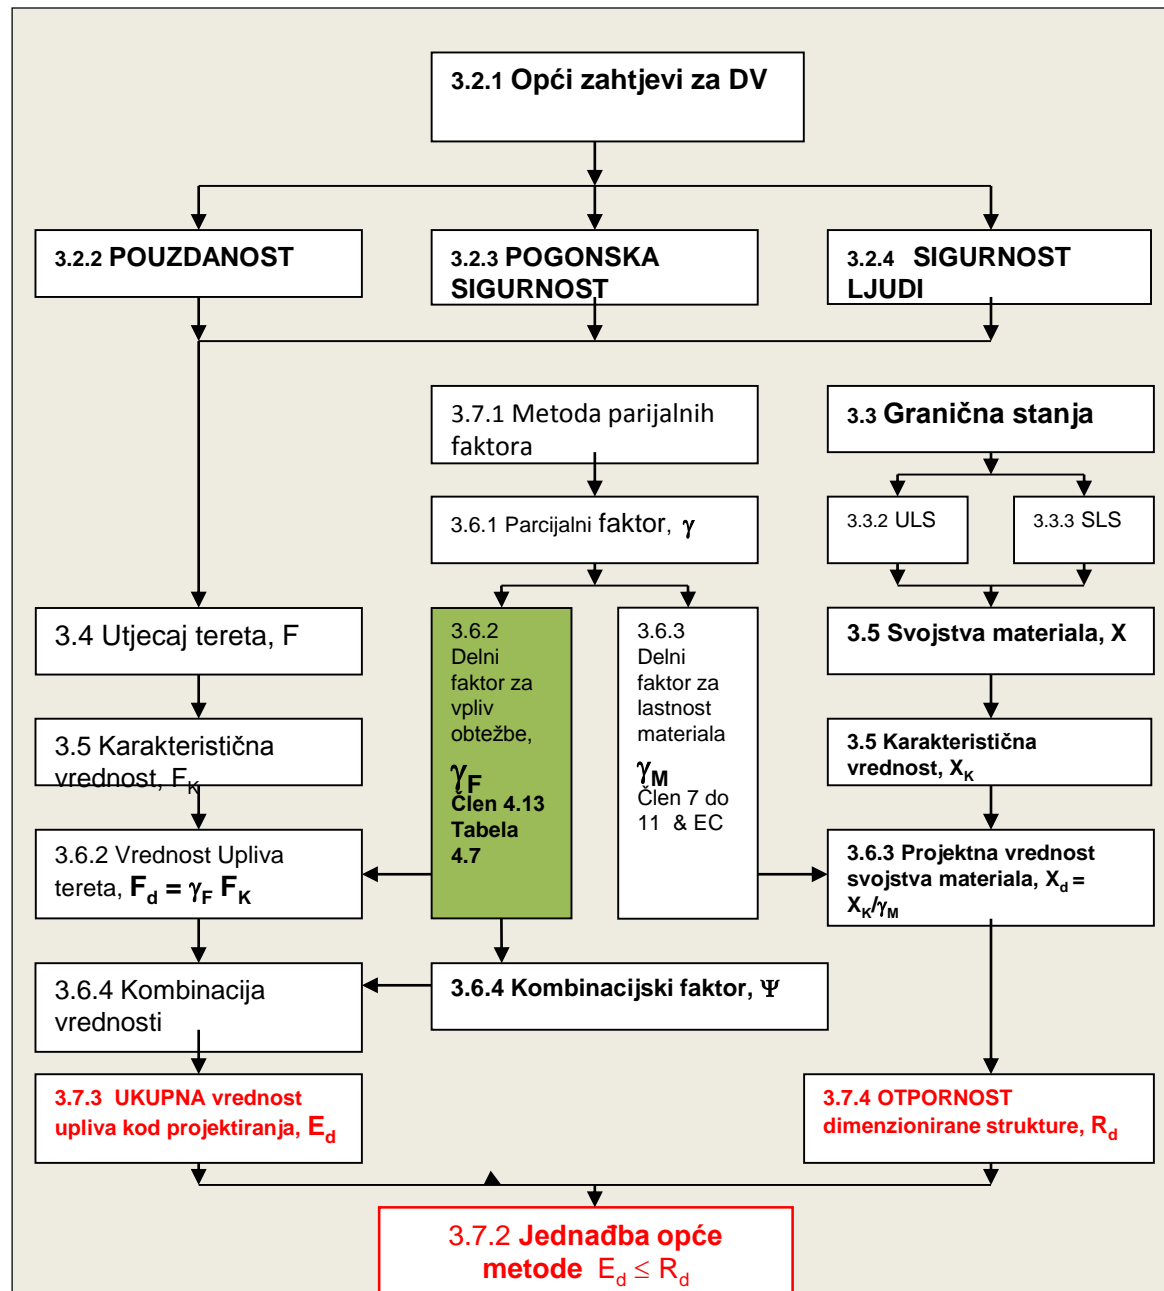 3.2.1 Opći zahtjevi za DV
3.2.2 POUZDANOST
3.2.3 POGONSKA
SIGURNOST
3.2.4 SIGURNOST
LJUDI
3.7.1 Metoda parijalnih
faktora
3.3 Granična stanja
3.6.1 Parcijalni faktor, γ
3.3.2 ULS
3.3.3 SLS
3.4 Utjecaj tereta, F
3.6.2
Delni
faktor za
vpliv
obtežbe,
γF
Član 4.13
Tabela
4.7
3.6.3
Delni
faktor za
lastnost
materiala
γM
Člen 7 do
11 & EC
3.5 Svojstva materiala, X
3.5 Karakteristična
vrednost, FK
3.5 Karakteristična
vrednost, XK
3.6.2 Vrednost Upliva
tereta, Fd = γF FK
3.6.3 Projektna vrednost
svojstva materiala, Xd =
XK/γM
3.6.4 Kombinacija
vrednosti
3.6.4 Kombinacijski faktor, Ψ
3.7.3 UKUPNA vrednost
upliva kod projektiranja, Ed
3.7.4 OTPORNOST
dimenzionirane strukture, Rd
3.7.2 Jednađba opće
metode Ed ≤ Rd